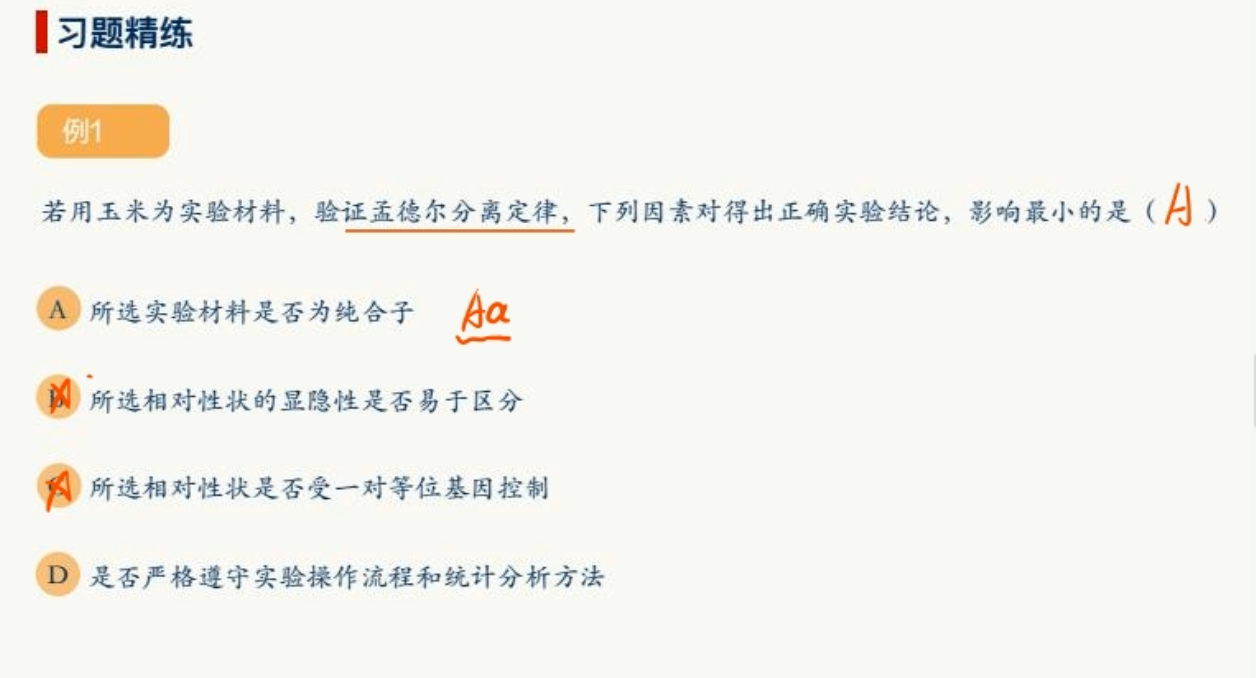 习题精练
例1
若用玉米为实验材料，验证孟德尔分离定律，下列因素对得出正确实验结论，影响最小的是（A）
A 所选实验材料是否为纯合子 Aa
B 所选相对性状的显隐性是否易于区分
C 所选相对性状是否受一对等位基因控制
D 是否严格遵守实验操作流程和统计分析方法